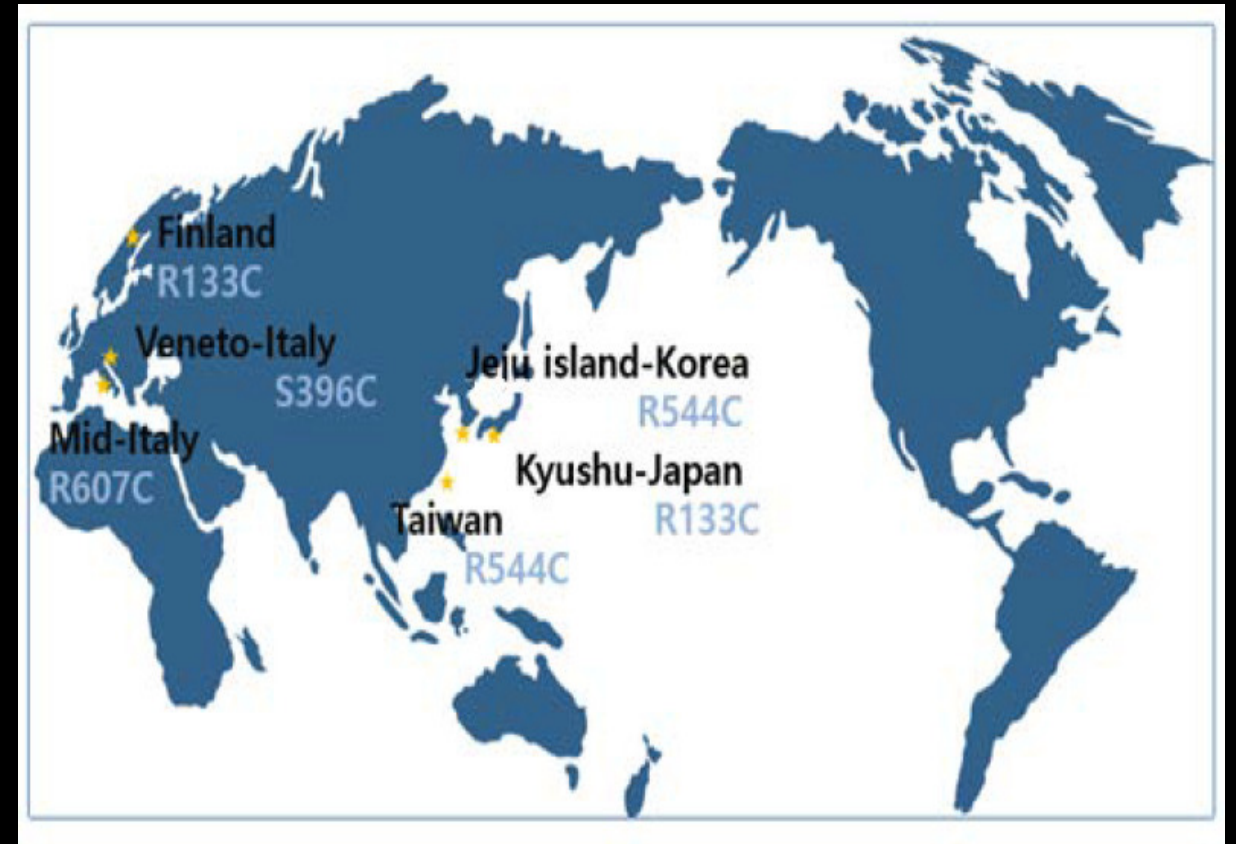 Finland
R133C
Veneto-Italy
S396C
Jeju island-Korea
R544C
Mid-Italy
R607C
Kyushu-Japan
R133C
Taiwan
R544C